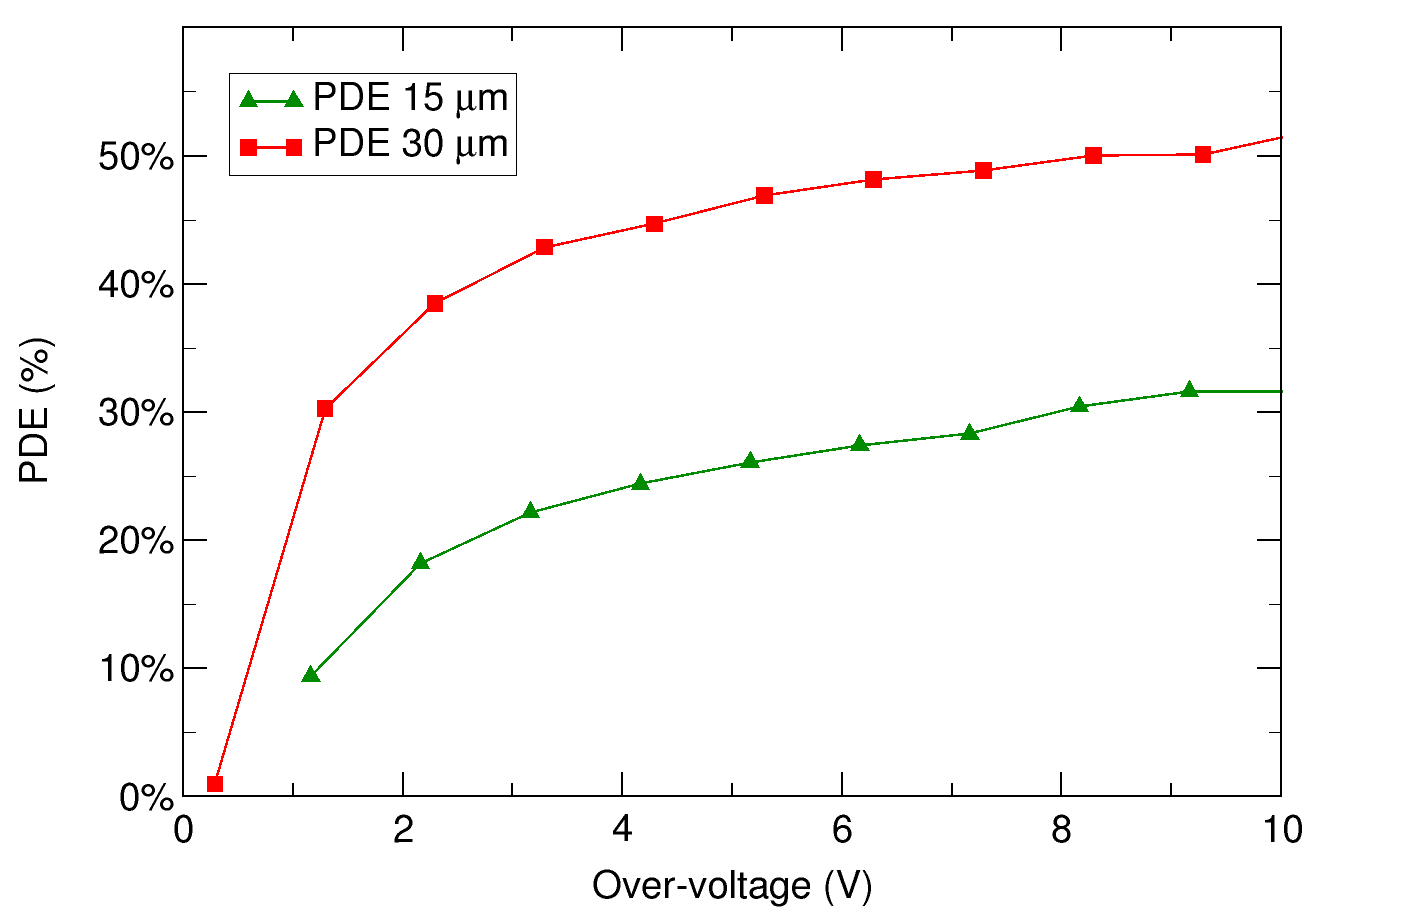 PDE 15 μm
PDE 30 μm
50%
40%
30%
20%
10%
0%
PDE (%)
0 2 4 6 8 10
Over-voltage (V)